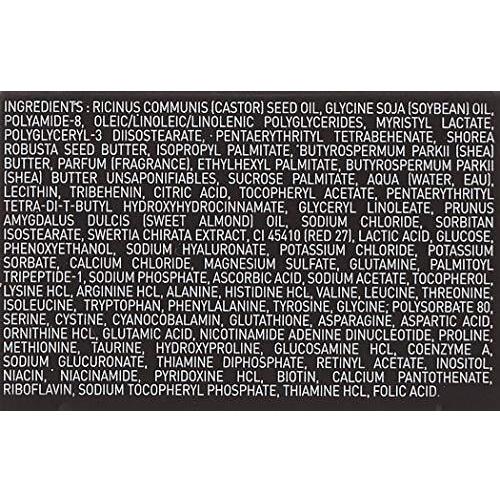 INGREDIENTS : RICINUS COMMUNIS (CASTOR) SEED OIL, GLYCINE SOJA (SOYBEAN) OIL,
POLYAMIDE-8, OLEIC/LINOLEIC/LINOLENIC POLYGLYCERIDES, MYRISTYL LACTATE,
POLYGLYCERYL-3 DIISOSTEARATE, PENTAERYTHRITYL TETRABEHENATE, SHOREA
ROBUSTA SEED BUTTER, ISOPROPYL PALMITATE, BUTYROSPERMUM PARKII (SHEA)
BUTTER, PARFUM (FRAGRANCE), ETHYLHEXYL PALMITATE, BUTYROSPERMUM PARKII
(SHEA) BUTTER UNSAPONIFIABLES, SUCROSE PALMITATE, AQUA (WATER, EAU),
LECITHIN, TRIBEHENIN, CITRIC ACID, TOCOPHERYL ACETATE, PENTAERYTHRITYL
TETRA-DI-T-BUTYL HYDROXYHYDROCINNAMATE, GLYCERYL LINOLEATE, PRUNUS
AMYGDALUS DULCIS (SWEET ALMOND) OIL, SODIUM CHLORIDE, SORBITAN
ISOSTEARATE, SWERTIA CHIRATA EXTRACT, CI 45410 (RED 27), LACTIC ACID, GLUCOSE,
PHENOXYETHANOL, SODIUM HYALURONATE, POTASSIUM CHLORIDE, POTASSIUM
SORBATE, CALCIUM CHLORIDE, MAGNESIUM SULFATE, GLUTAMINE, PALMITOYL
TRIPEPTIDE-1, SODIUM PHOSPHATE, ASCORBIC ACID, SODIUM ACETATE, TOCOPHEROL,
LYSINE HCL, ARGININE HCL, ALANINE, HISTIDINE HCL, VALINE, LEUCINE, THREONINE,
ISOLEUCINE, TRYPTOPHAN, PHENYLALANINE, TYROSINE, GLYCINE, POLYSORBATE 80,
SERINE, CYSTINE, CYANOCOBALAMIN, GLUTATHIONE, ASPARAGINE, ASPARTIC ACID,
ORNITHINE HCL, GLUTAMIC ACID, NICOTINAMIDE ADENINE DINUCLEOTIDE, PROLINE,
METHIONINE, TAURINE, HYDROXYPROLINE, GLUCOSAMINE HCL, COENZYME A,
SODIUM GLUCURONATE, THIAMINE DIPHOSPHATE, RETINYL ACETATE, INOSITOL,
NIACIN, NIACINAMIDE, PYRIDOXINE HCL, BIOTIN, CALCIUM PANTOTHENATE,
RIBOFLAVIN, SODIUM TOCOPHERYL PHOSPHATE, THIAMINE HCL, FOLIC ACID.